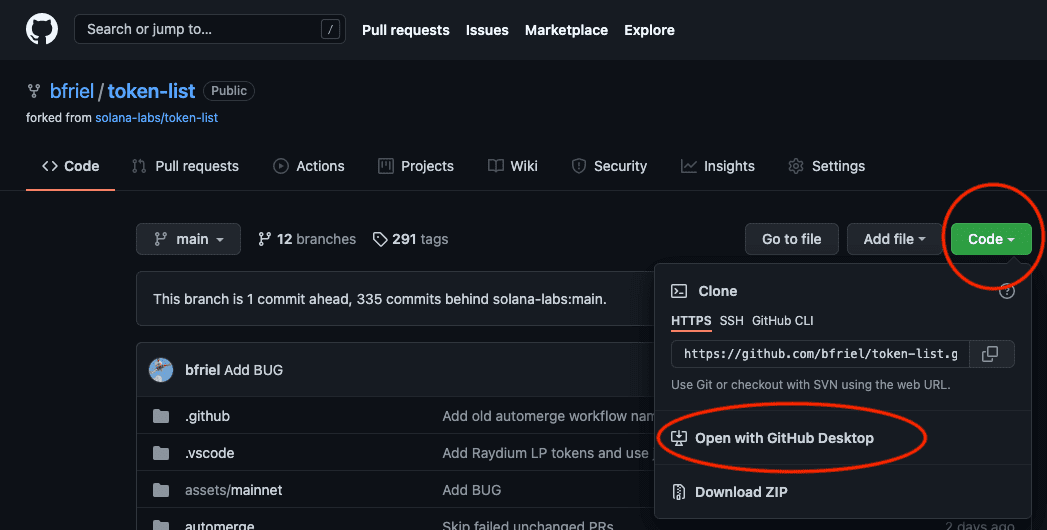 Search or jump to... /
Pull requests Issues Marketplace Explore
bfriel / token-list Public
forked from solana-labs/token-list
Code Pull requests Actions Projects Wiki Security Insights Settings
main 12 branches 291 tags Go to file Add file Code
This branch is 1 commit ahead, 335 commits behind solana-labs:main.
Clone ?
HTTPS SSH GitHub CLI
https://github.com/bfriel/token-list.g
Use Git or checkout with SVN using the web URL.
Open with GitHub Desktop
Download ZIP
bfriel Add BUG
.github Add old automerge workflow nam
.vscode Add Raydium LP tokens and use
assets/mainnet Add BUG
automerge Skip failed unchanged PRs 2 days ago